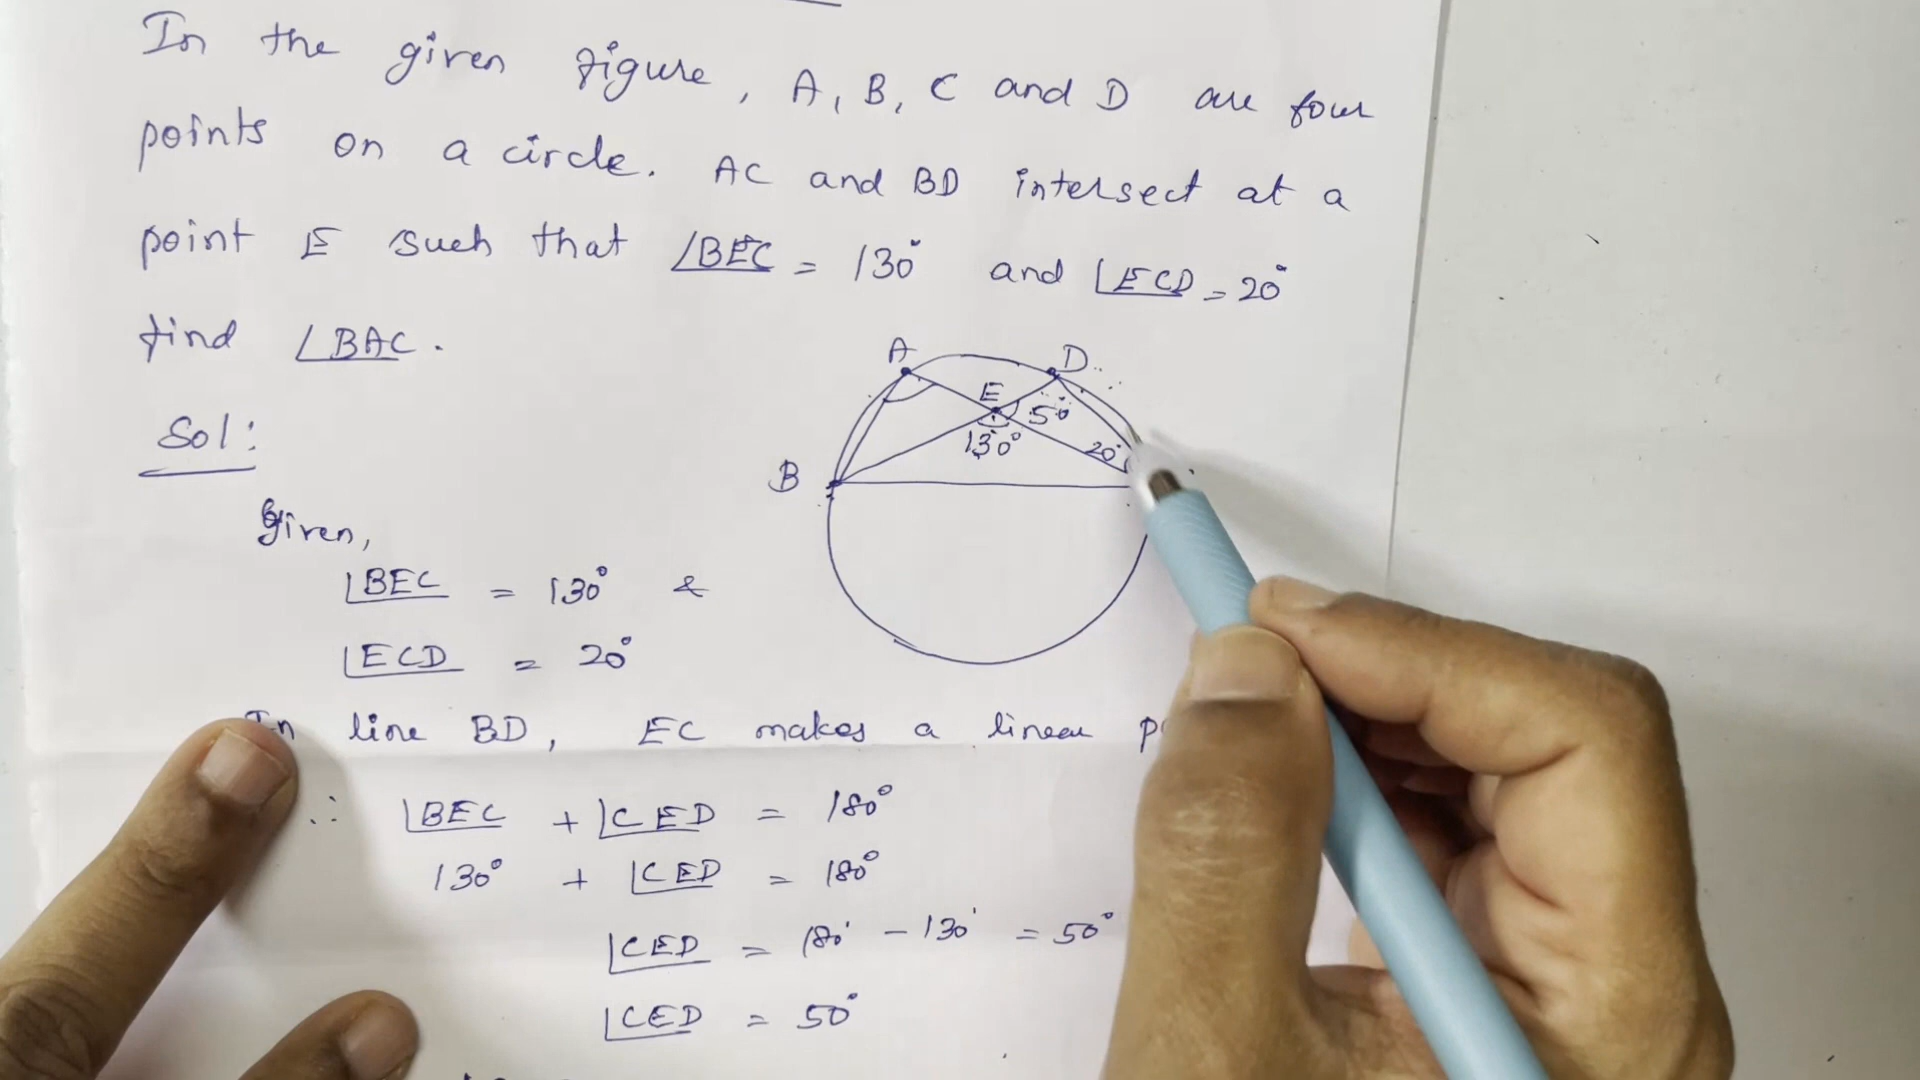 In the given figure, A, B, C and D are four
points on a circle. AC and BD intersect at a
point E such that ∠BEC = 130° and ∠ECD = 20°
find ∠BAC.
A D
E 50°
130° 20°
B
Sol:
Given,
∠BEC = 130° &
∠ECD = 20°
In line BD, EC makes a linear
∴ ∠BEC + ∠CED = 180°
130° + ∠CED = 180°
∠CED = 180° - 130° = 50°
∠CED = 50°